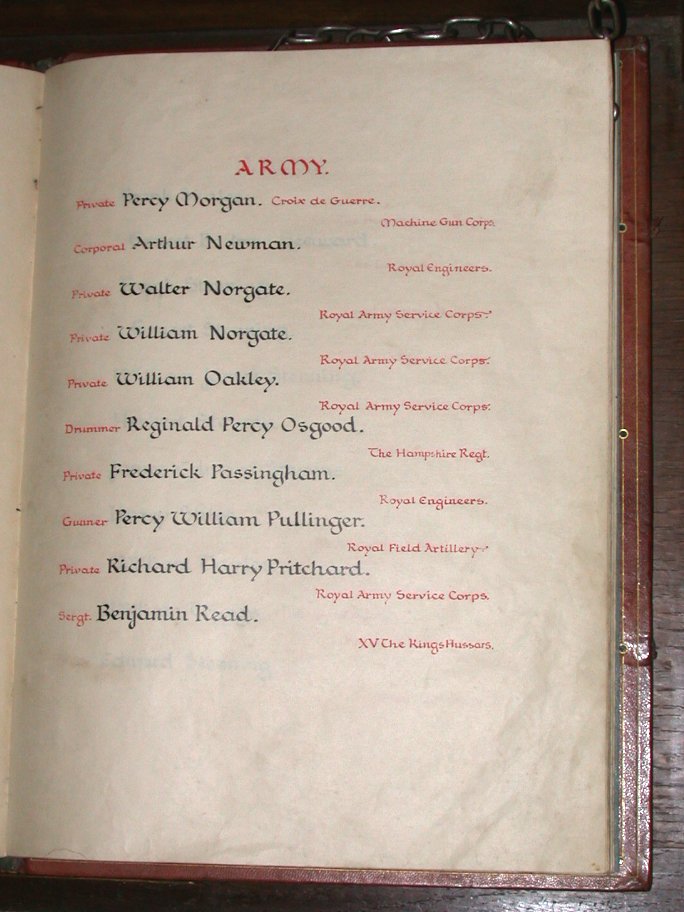 ARMY.
Private Percy Morgan. Croix de Guerre.
Machine Gun Corps.
Corporal Arthur Newman.
Royal Engineers.
Private Walter Norgate.
Royal Army Service Corps.
Private William Norgate.
Royal Army Service Corps.
Private William Oakley.
Royal Army Service Corps.
Drummer Reginald Percy Osgood.
The Hampshire Regt.
Private Frederick Passingham.
Royal Engineers.
Gunner Percy William Pullinger.
Royal Field Artillery.
Private Richard Harry Pritchard.
Royal Army Service Corps.
Sergt. Benjamin Read.
XV The Kings Hussars.